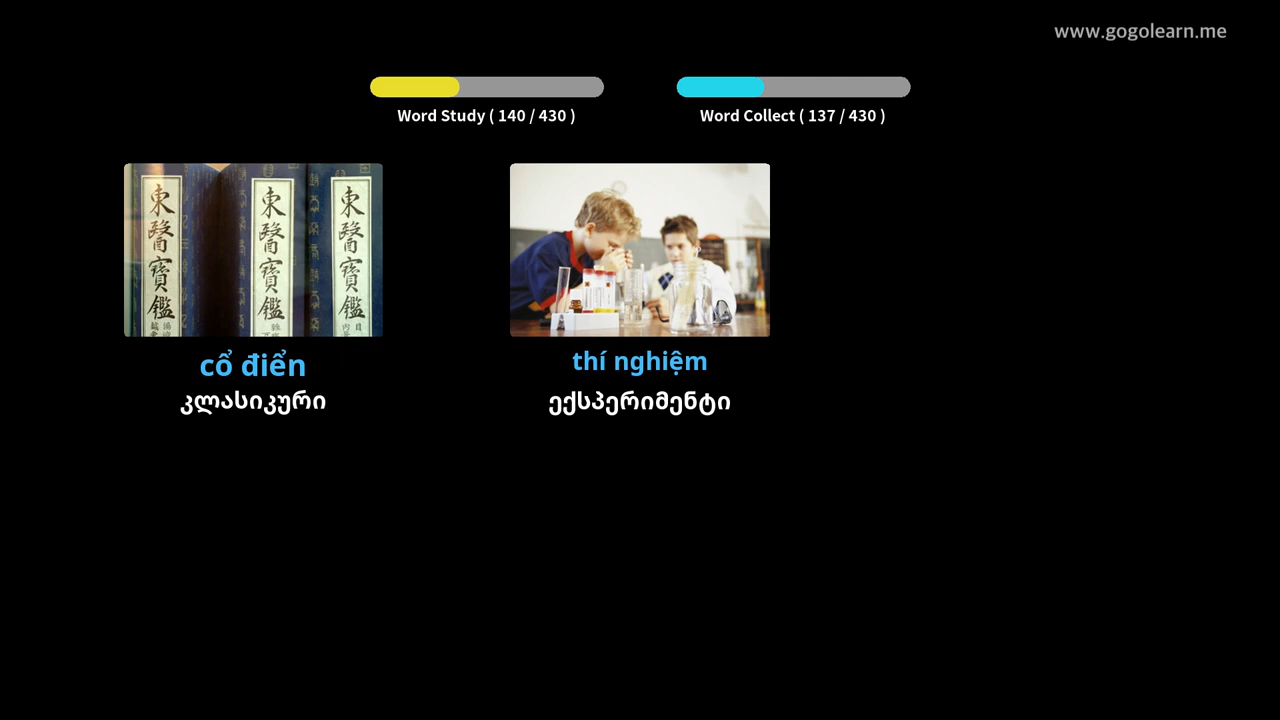 www.gogolearn.me
Word Study ( 140 / 430 )
Word Collect ( 137 / 430 )
東醫寶鑑
東醫寶鑑
東醫寶鑑
cổ điển
კლასიკური
thí nghiệm
ექსპერიმენტი